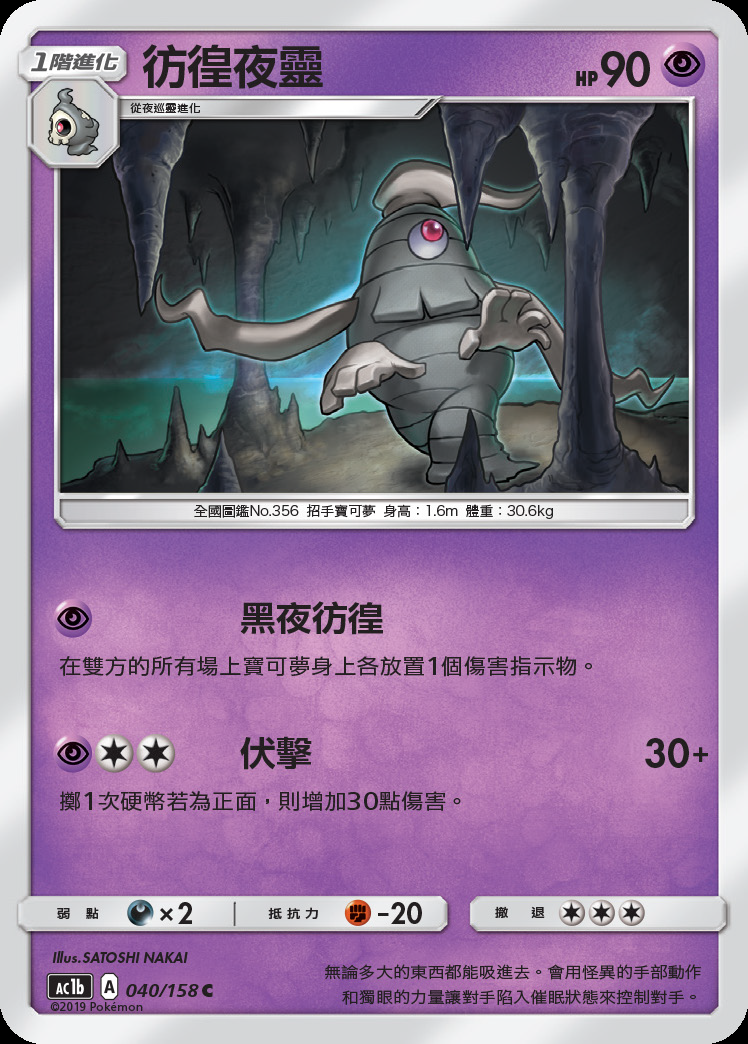 1階進化 彷徨夜靈 HP 90
從夜巡靈進化
全國圖鑑No.356 招手寶可夢 身高：1.6m 體重：30.6kg
黑夜彷徨
在雙方的所有場上寶可夢身上各放置1個傷害指示物。
伏擊 30+
擲1次硬幣若為正面，則增加30點傷害。
弱點 ×2 抵抗力 -20 撤退
Illus.SATOSHI NAKAI
無論多大的東西都能吸進去。會用怪異的手部動作
和獨眼的力量讓對手陷入催眠狀態來控制對手。
AC1b A 040/158 C
©2019 Pokémon